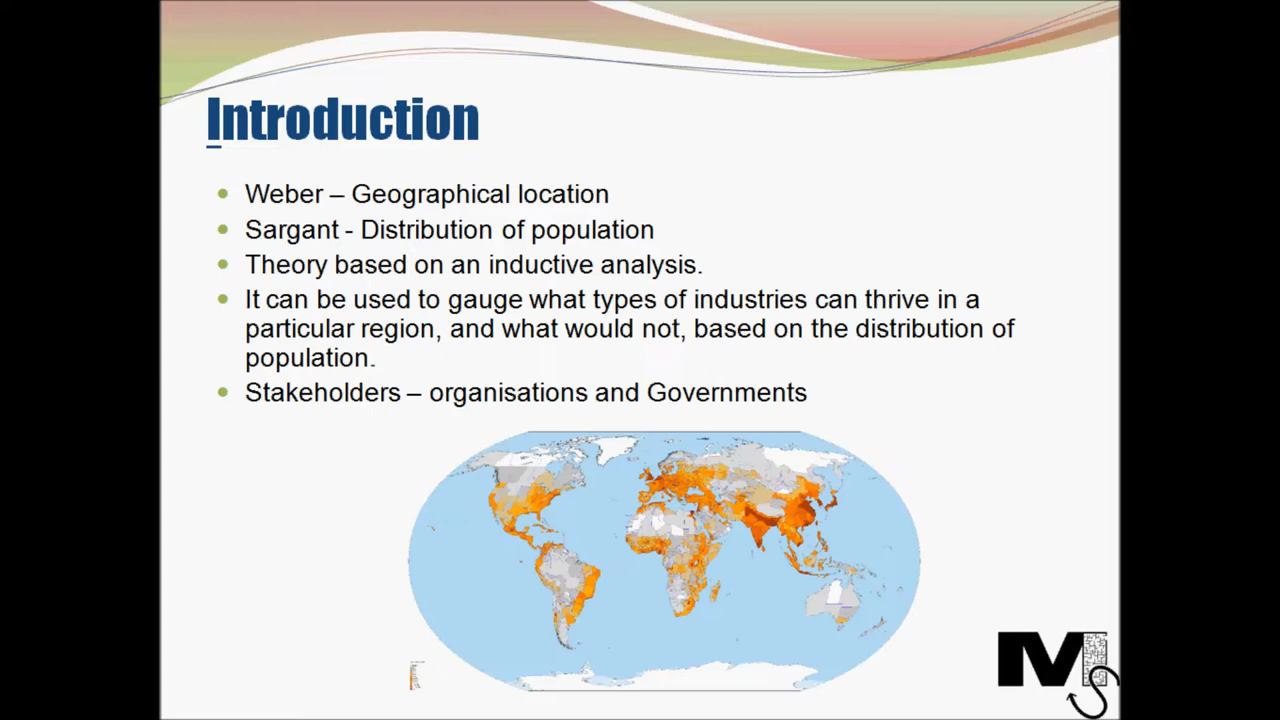 Introduction
Weber – Geographical location
Sargant - Distribution of population
Theory based on an inductive analysis.
It can be used to gauge what types of industries can thrive in a
particular region, and what would not, based on the distribution of
population.
Stakeholders – organisations and Governments